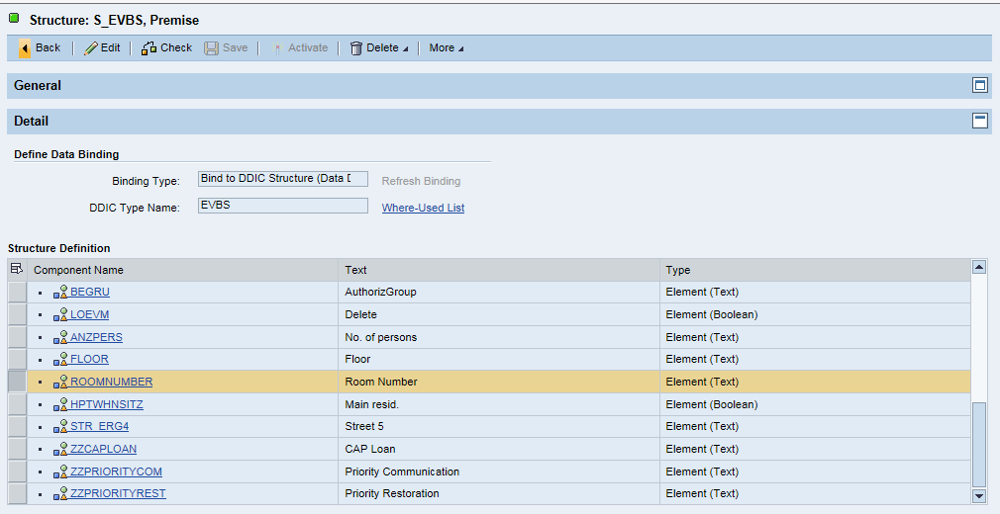 Structure: S_EVBS, Premise
Back Edit Check Save Activate Delete More
General
Detail
Define Data Binding
Binding Type: Bind to DDIC Structure (Data D Refresh Binding
DDIC Type Name: EVBS Where-Used List
Structure Definition
Component Name Text Type
BEGRU AuthorizGroup Element (Text)
LOEVM Delete Element (Boolean)
ANZPERS No. of persons Element (Text)
FLOOR Floor Element (Text)
ROOMNUMBER Room Number Element (Text)
HPTWHNSITZ Main resid. Element (Boolean)
STR_ERG4 Street 5 Element (Text)
ZZCAPLOAN CAP Loan Element (Text)
ZZPRIORITYCOM Priority Communication Element (Text)
ZZPRIORITYREST Priority Restoration Element (Text)